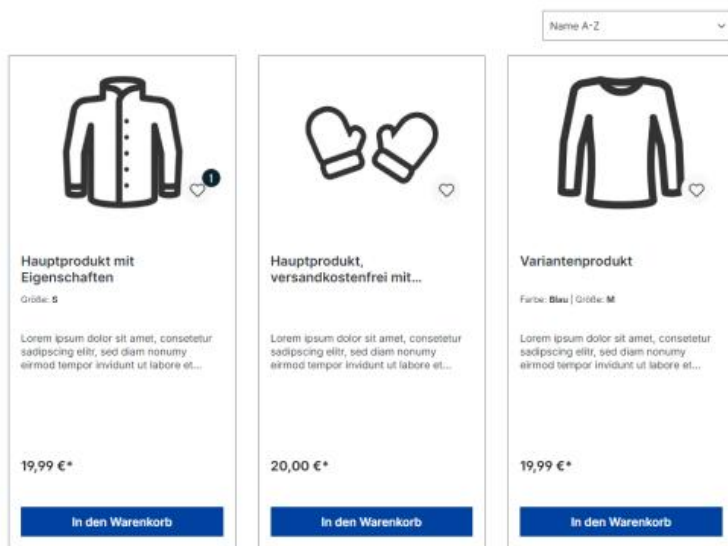 Name A-Z
1
Hauptprodukt mit
Eigenschaften
Größe: S
Lorem ipsum dolor sit amet, consetetur
sadipscing elitr, sed diam nonumy
eirmod tempor invidunt ut labore et...
19,99 €*
In den Warenkorb
Hauptprodukt,
versandkostenfrei mit...
Lorem ipsum dolor sit amet, consetetur
sadipscing elitr, sed diam nonumy
eirmod tempor invidunt ut labore et...
20,00 €*
In den Warenkorb
Variantenprodukt
Farbe: Blau | Größe: M
Lorem ipsum dolor sit amet, consetetur
sadipscing elitr, sed diam nonumy
eirmod tempor invidunt ut labore et...
19,99 €*
In den Warenkorb